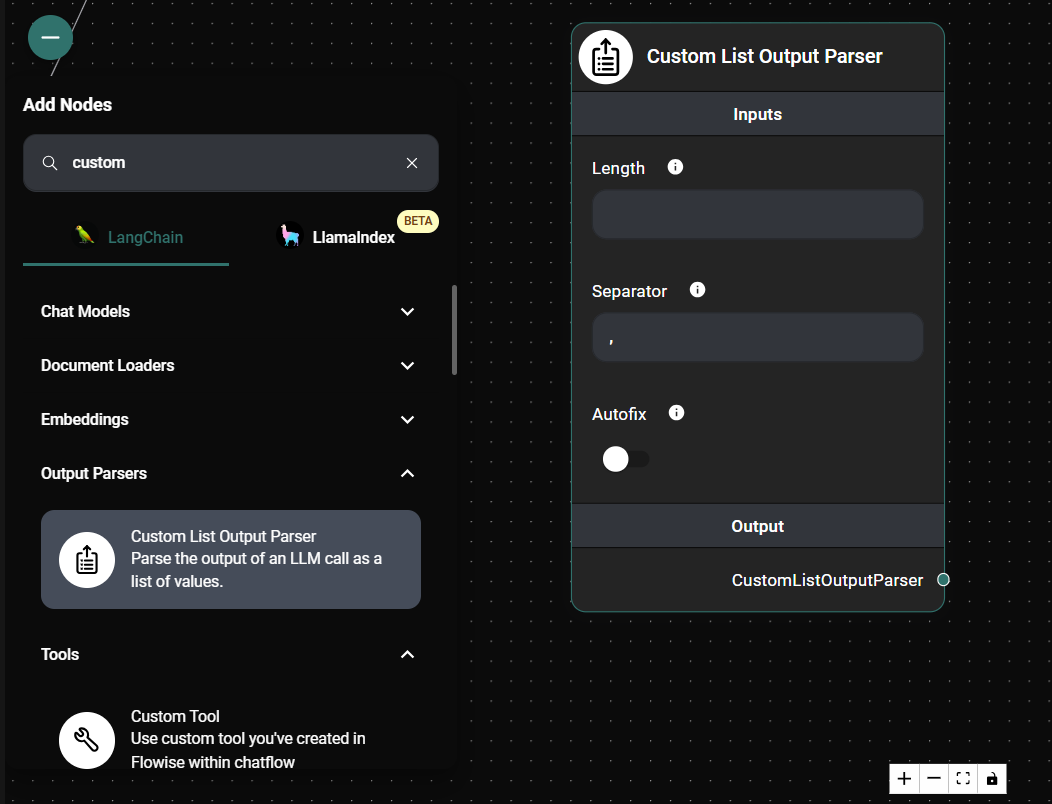 Add Nodes
custom
LangChain
LlamaIndex
BETA
Chat Models
Document Loaders
Embeddings
Output Parsers
Custom List Output Parser
Parse the output of an LLM call as a
list of values.
Tools
Custom Tool
Use custom tool you've created in
Flowise within chatflow
Custom List Output Parser
Inputs
Length
Separator
,
Autofix
Output
CustomListOutputParser